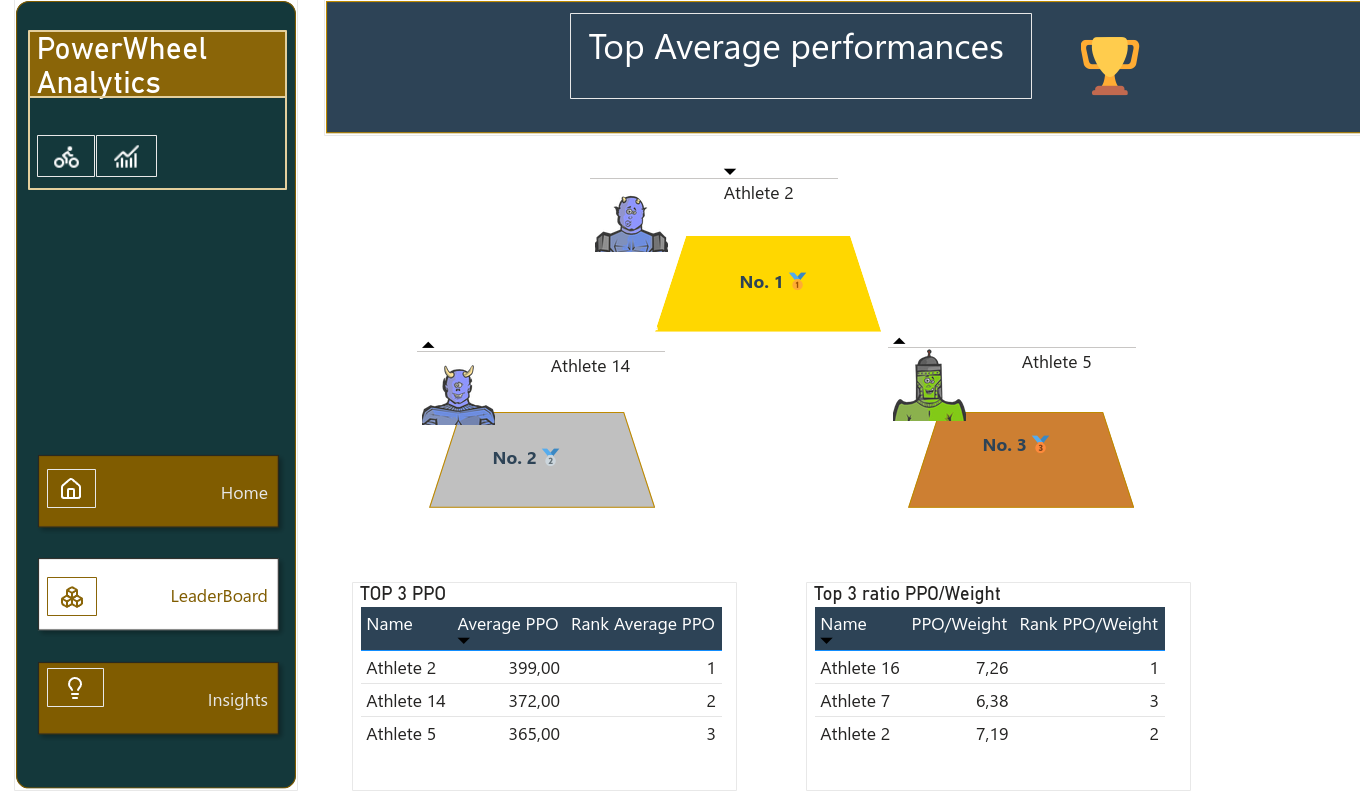 PowerWheel
Analytics
Home
LeaderBoard
Insights
Top Average performances
Athlete 2
No. 1 🥇
1
Athlete 14
No. 2 🥈
2
Athlete 5
No. 3 🥉
3
TOP 3 PPO
Name Average PPO Rank Average PPO
Athlete 2 399,00 1
Athlete 14 372,00 2
Athlete 5 365,00 3
Top 3 ratio PPO/Weight
Name PPO/Weight Rank PPO/Weight
Athlete 16 7,26 1
Athlete 7 6,38 3
Athlete 2 7,19 2